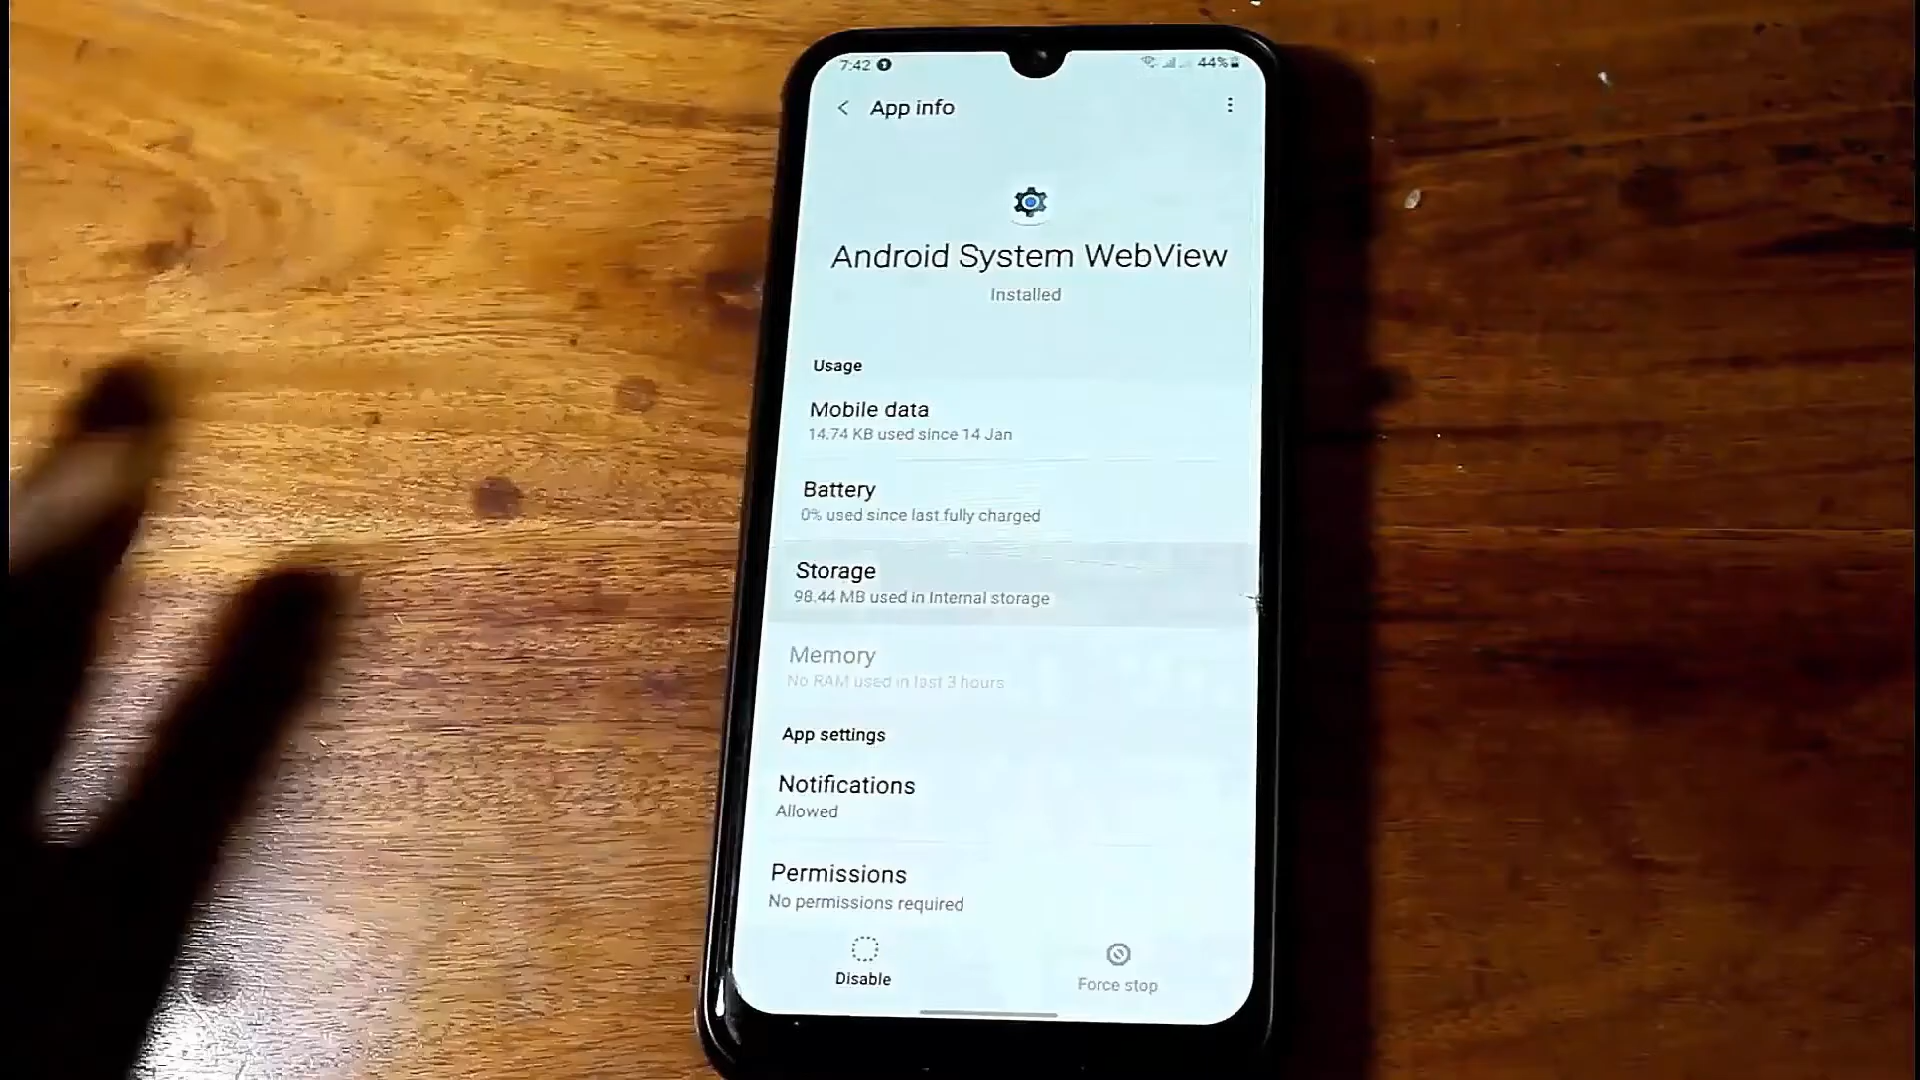 7:42 44%
App info
Android System WebView
Installed
Usage
Mobile data
14.74 KB used since 14 Jan
Battery
0% used since last fully charged
Storage
98.44 MB used in Internal storage
Memory
No RAM used in last 3 hours
App settings
Notifications
Allowed
Permissions
No permissions required
Disable Force stop